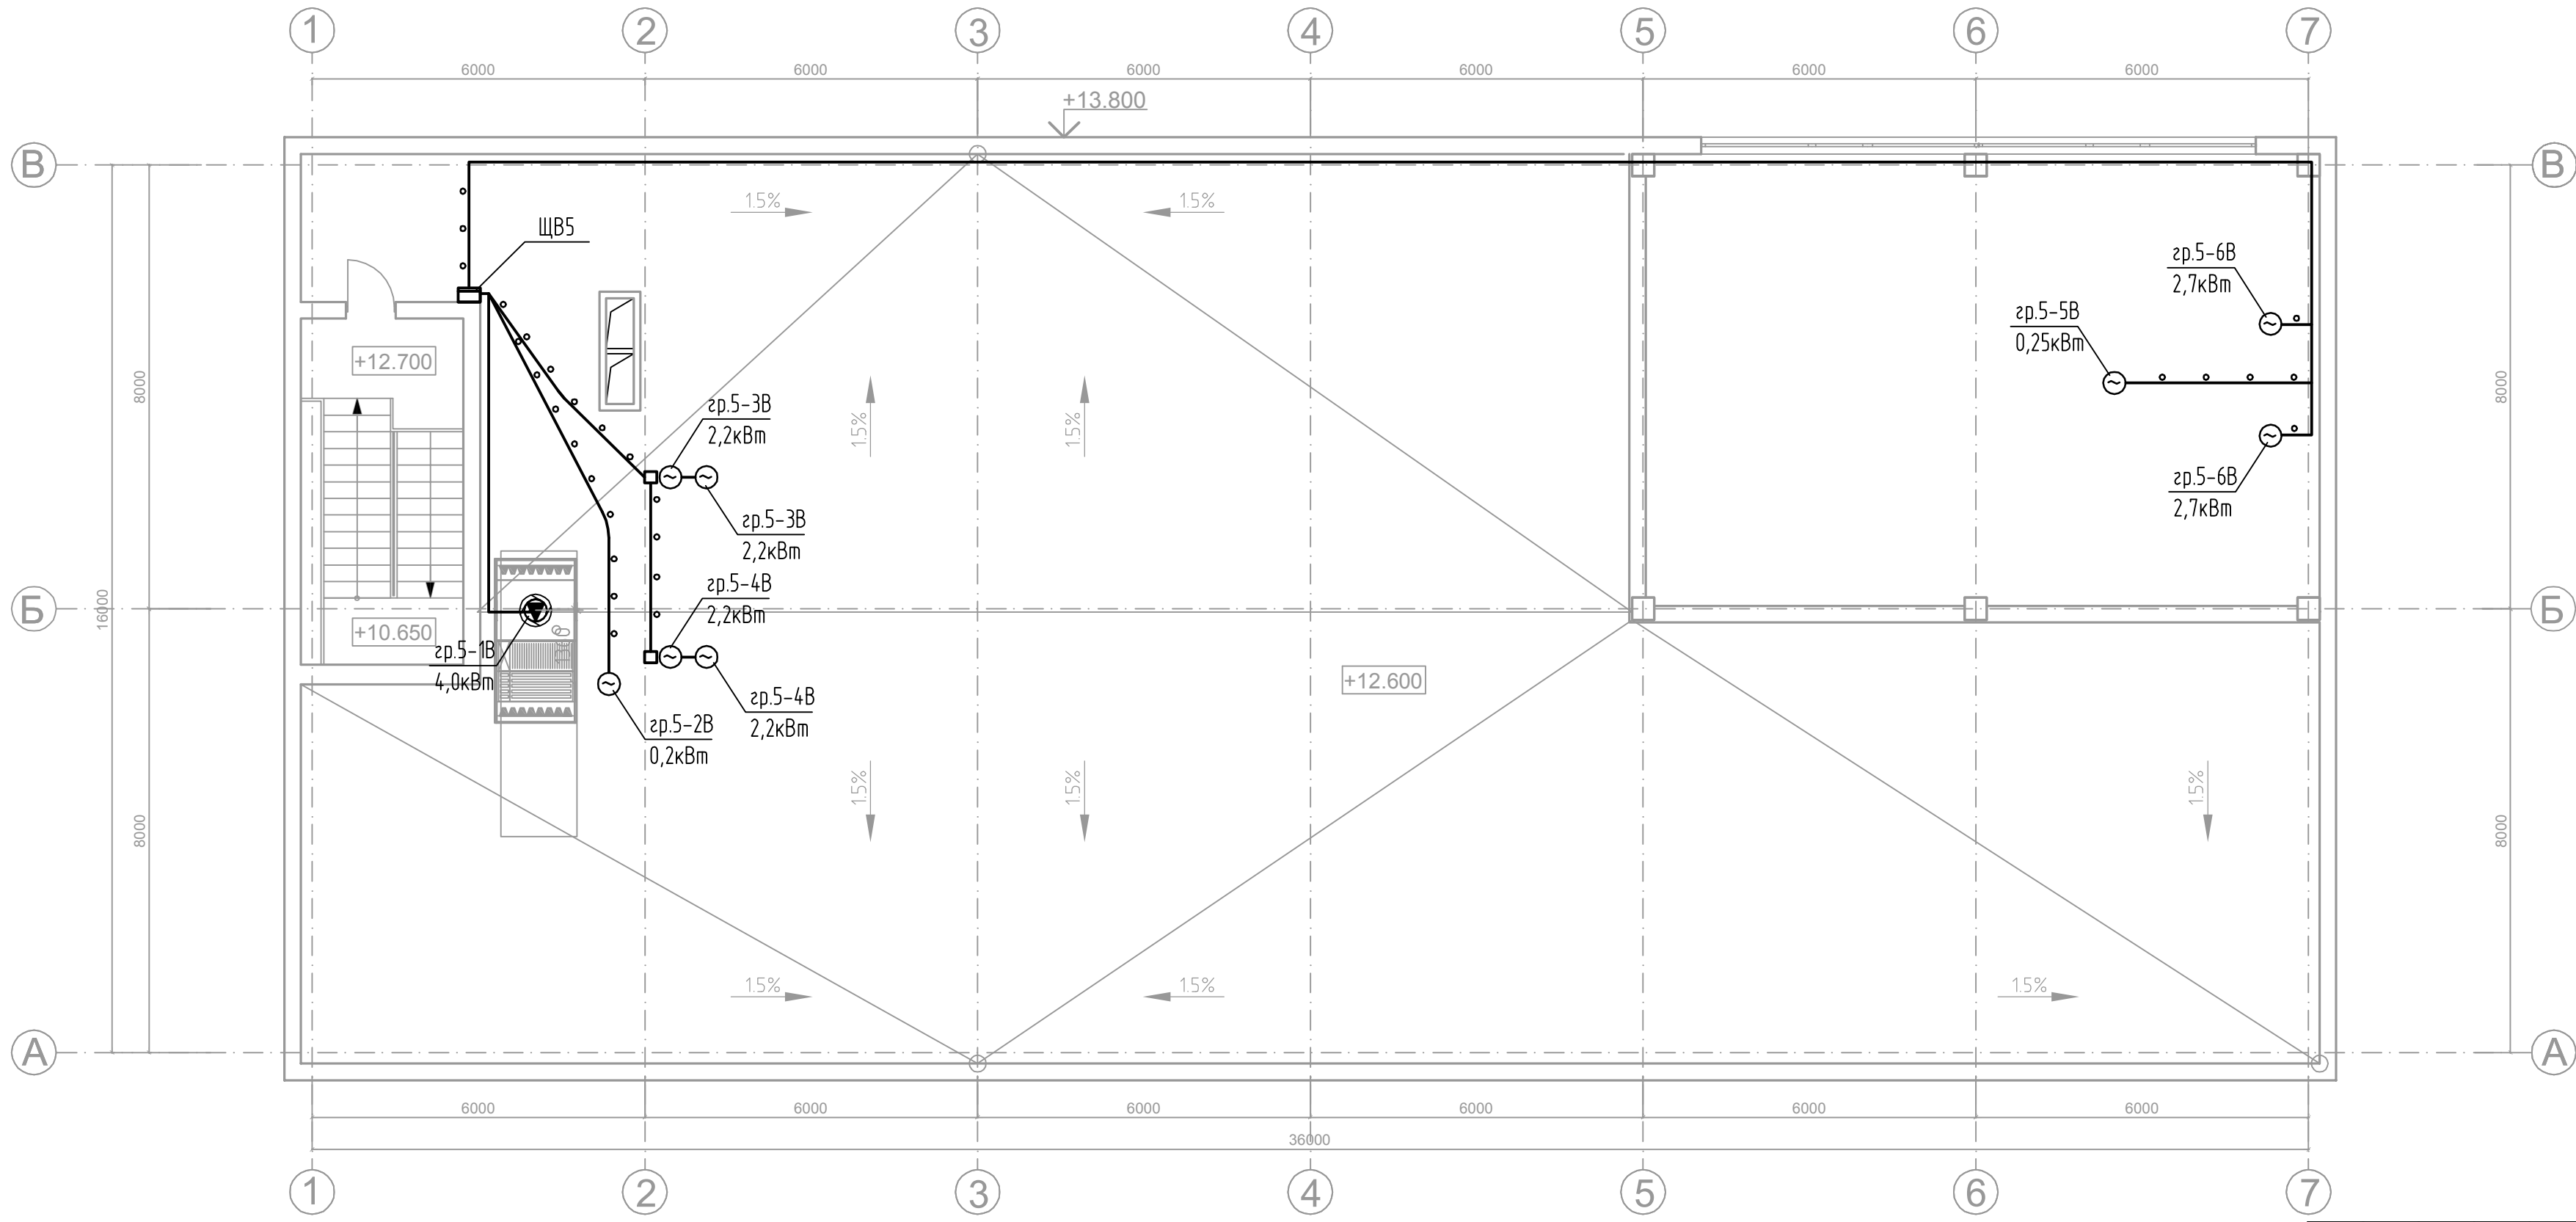 1 2 3 4 5 6 7
6000 6000 6000 6000 6000 6000
+13.800
В В
1.5% 1.5%
ЩВ5
гр.5-6В
2,7кВт
гр.5-5В
0,25кВт
+12.700
8000 8000
гр.5-3В
2,2кВт
1.5% 1.5%
гр.5-6В
2,7кВт
гр.5-3В
2,2кВт
гр.5-4В
2,2кВт
Б Б
16000
+10.650
гр.5-1В
4,0кВт
+12.600
гр.5-4В
2,2кВт
гр.5-2В
0,2кВт
1.5% 1.5% 1.5%
8000 8000
1.5% 1.5% 1.5%
А А
6000 6000 6000 6000 6000 6000
36000
1 2 3 4 5 6 7